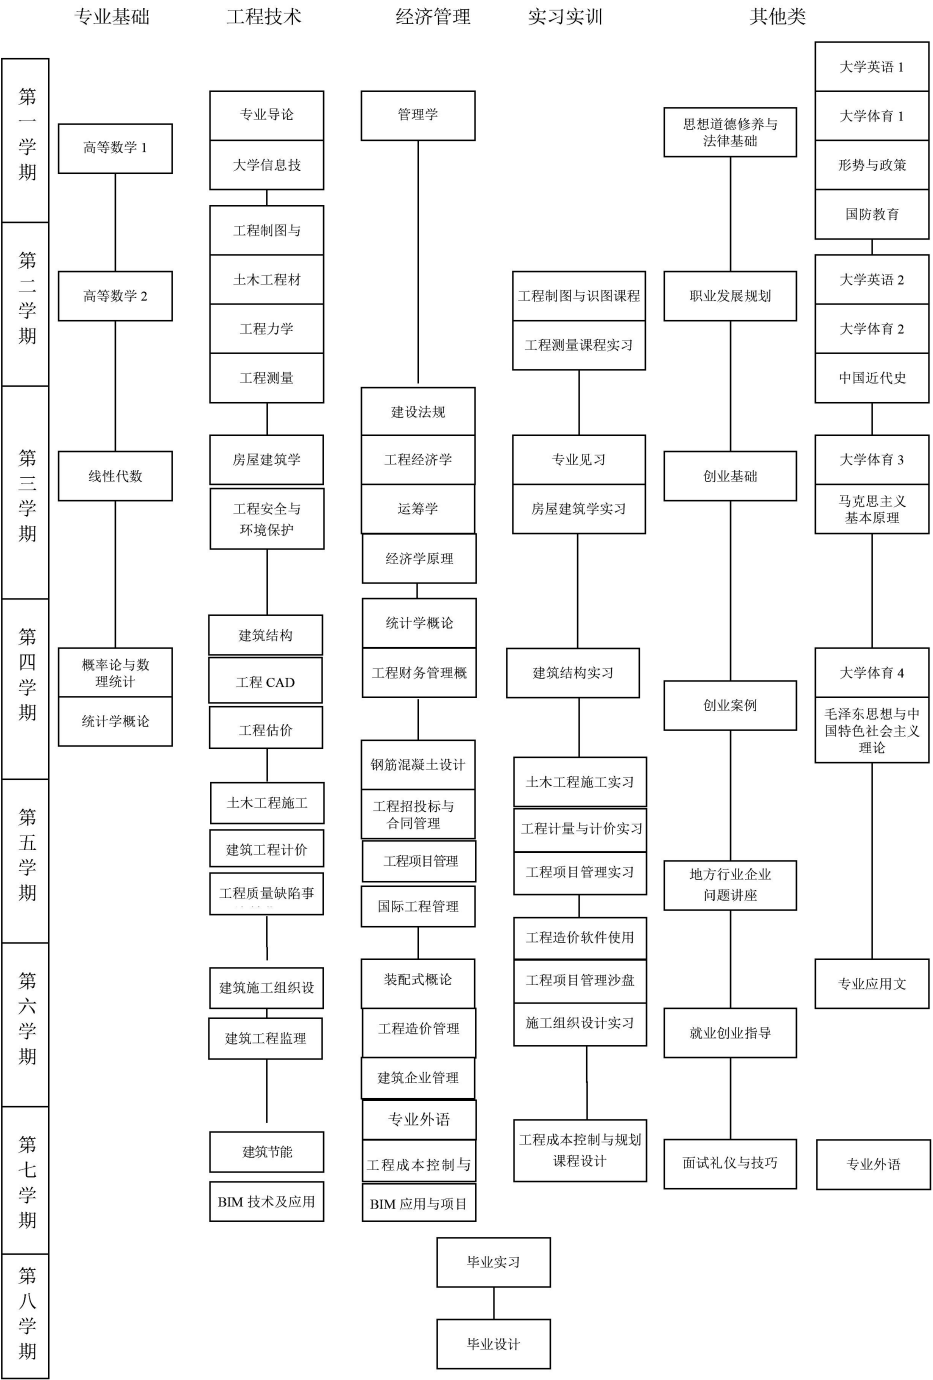 专业基础
工程技术
经济管理
实习实训
其他类
第一学期
高等数学 1
专业导论
大学信息技
管理学
思想道德修养与
法律基础
大学英语 1
大学体育 1
形势与政策
国防教育
第二学期
高等数学 2
工程制图与
土木工程材
工程力学
工程测量
工程制图与识图课程
工程测量课程实习
职业发展规划
大学英语 2
大学体育 2
中国近代史
第三学期
线性代数
房屋建筑学
工程安全与
环境保护
建设法规
工程经济学
运筹学
经济学原理
专业见习
房屋建筑学实习
创业基础
大学体育 3
马克思主义
基本原理
第四学期
概率论与数
理统计
统计学概论
建筑结构
工程 CAD
工程估价
统计学概论
工程财务管理概
建筑结构实习
创业案例
大学体育 4
毛泽东思想与中
国特色社会主义
理论
第五学期
土木工程施工
建筑工程计价
工程质量缺陷事
钢筋混凝土设计
工程招投标与
合同管理
工程项目管理
国际工程管理
土木工程施工实习
工程计量与计价实习
工程项目管理实习
工程造价软件使用
地方行业企业
问题讲座
第六学期
建筑施工组织设
建筑工程监理
装配式概论
工程造价管理
建筑企业管理
工程项目管理沙盘
施工组织设计实习
就业创业指导
专业应用文
第七学期
建筑节能
BIM 技术及应用
专业外语
工程成本控制与
BIM 应用与项目
工程成本控制与规划
课程设计
面试礼仪与技巧
专业外语
第八学期
毕业实习
毕业设计